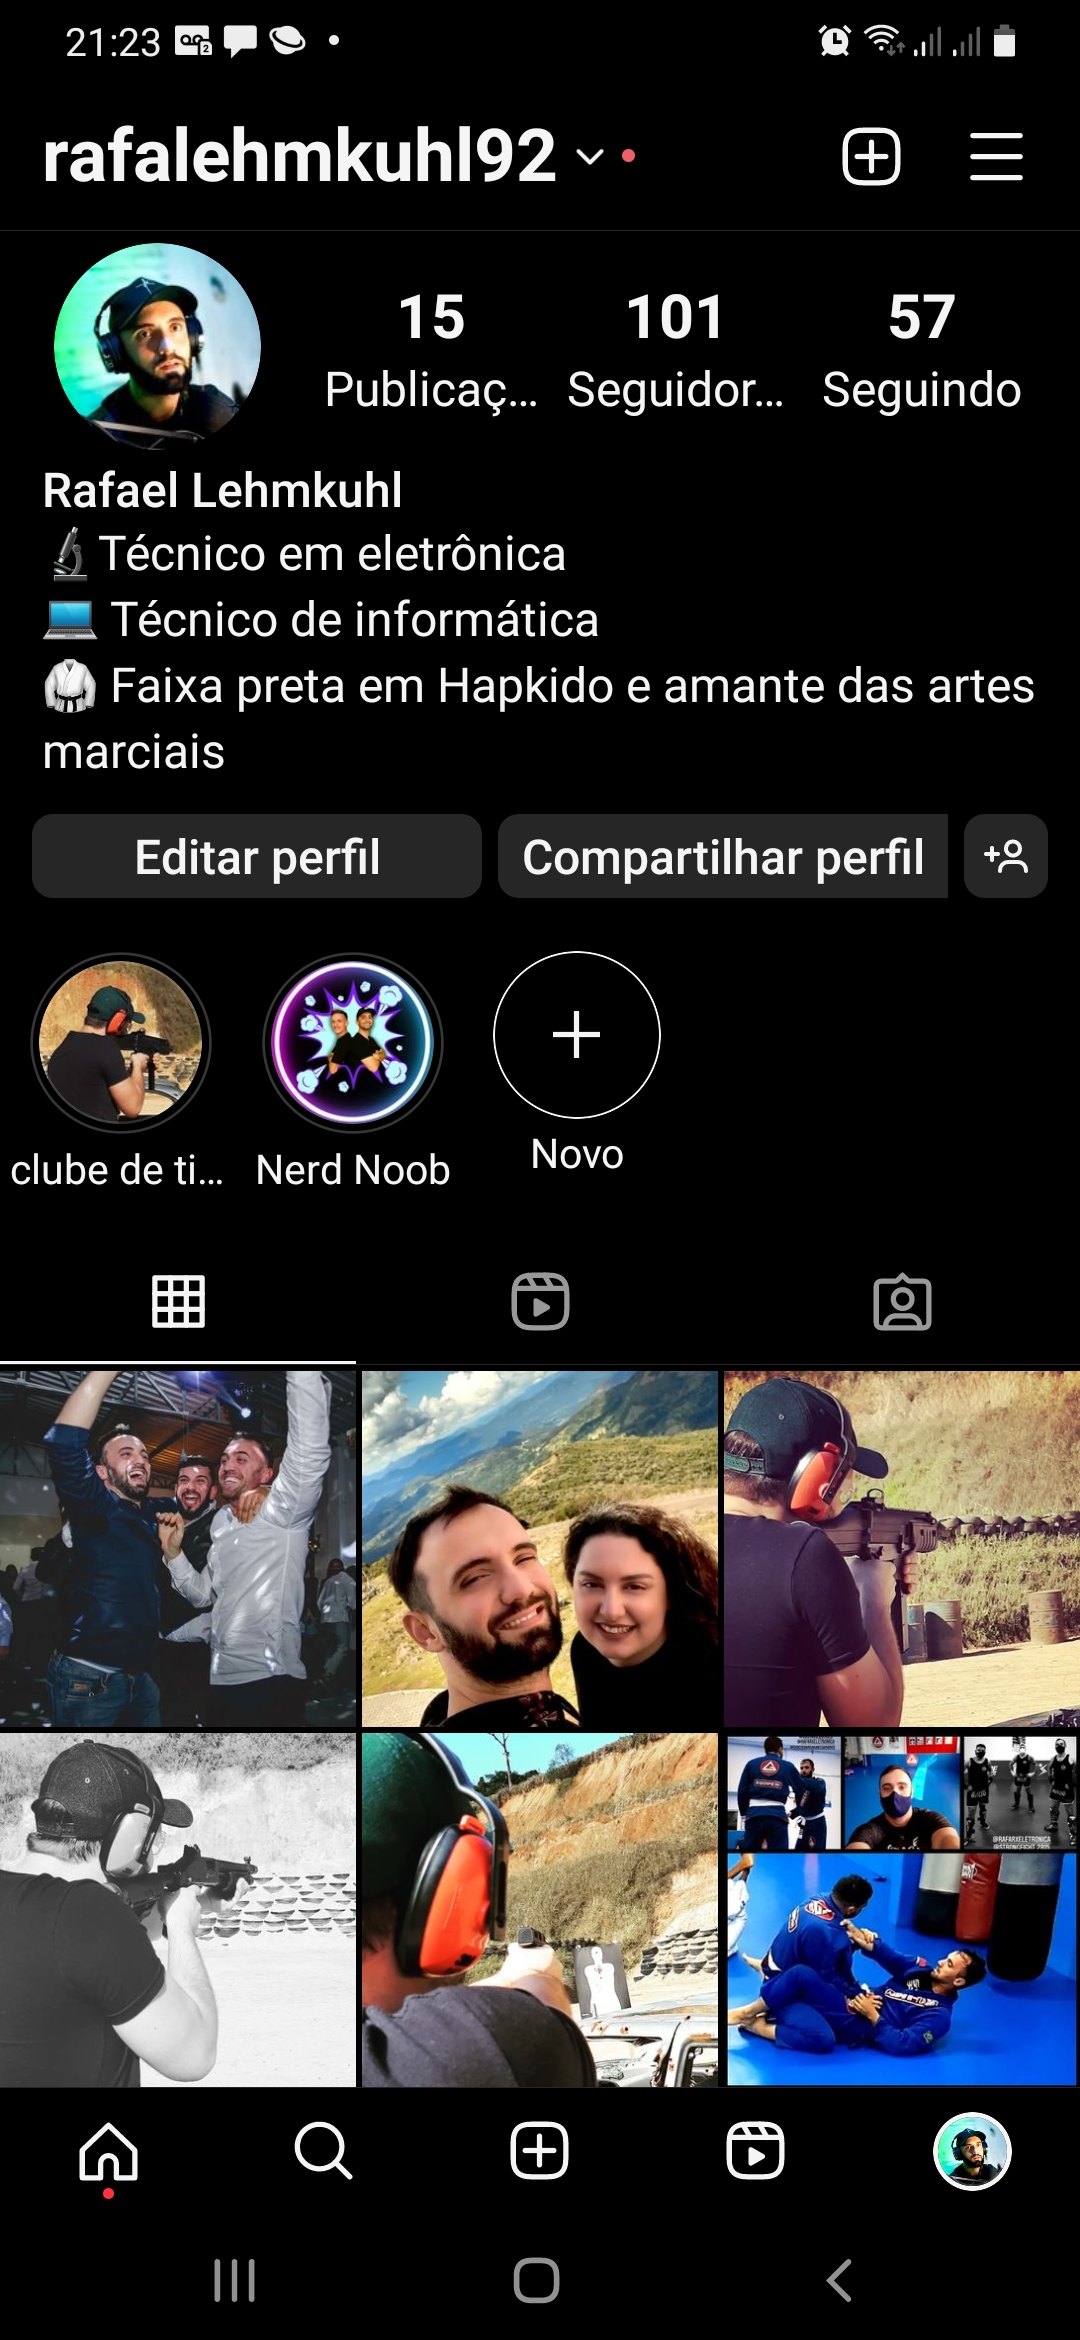 21:23
rafalehmkuhl92
15 101 57
Publicaç... Seguidor... Seguindo
Rafael Lehmkuhl
Técnico em eletrônica
Técnico de informática
Faixa preta em Hapkido e amante das artes
marciais
Editar perfil Compartilhar perfil
clube de ti... Nerd Noob Novo
@RAFARXELETRONICA